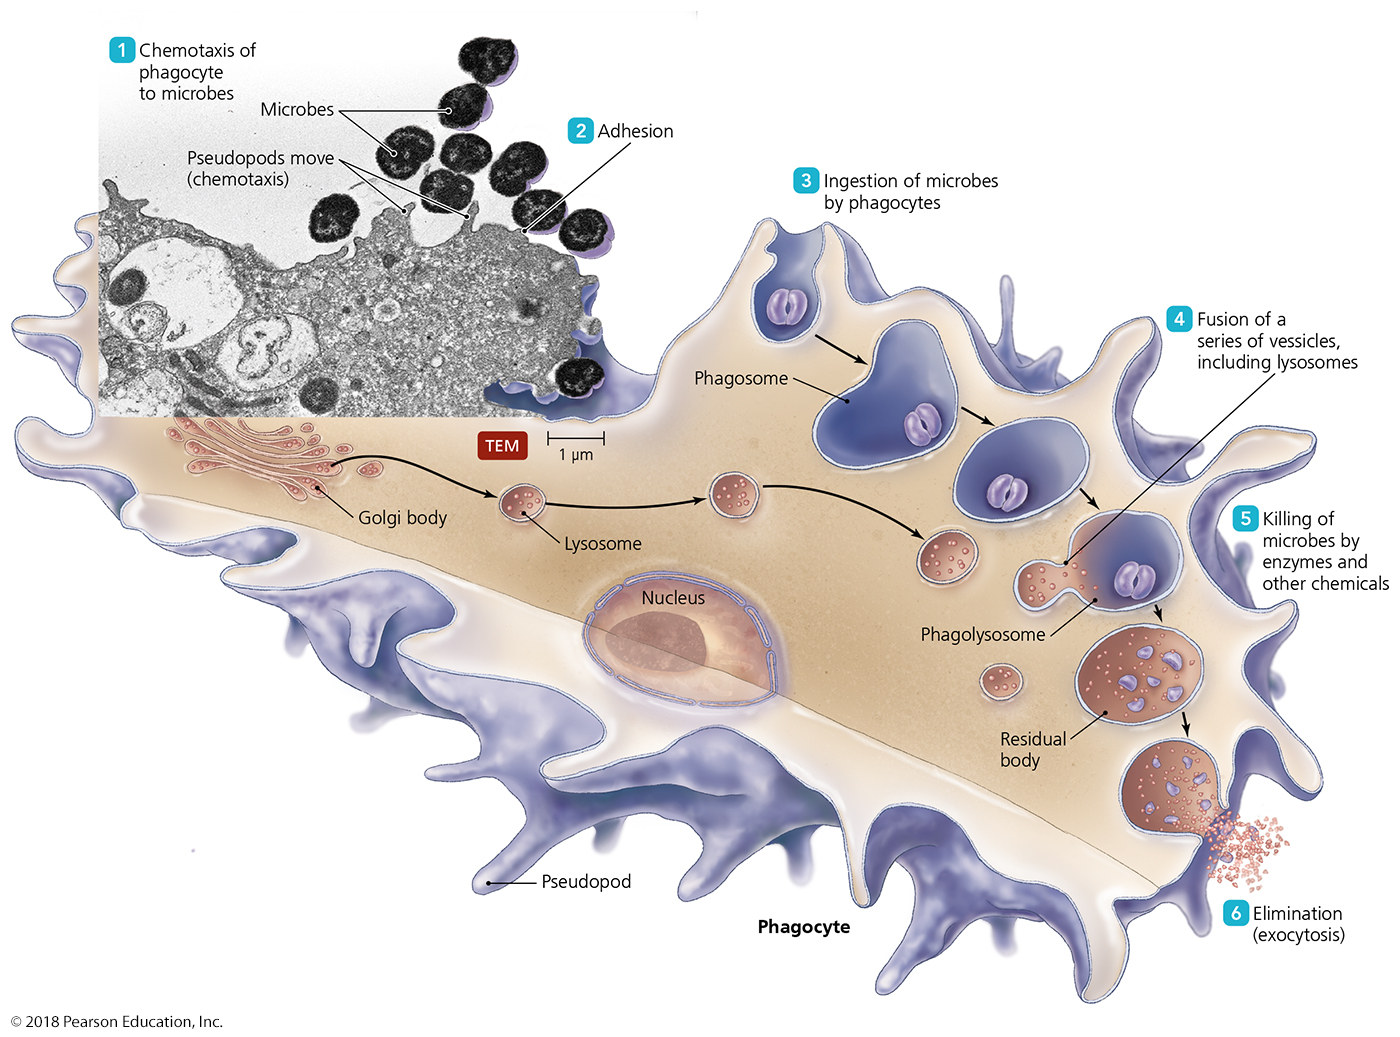 1 Chemotaxis of
phagocyte
to microbes
Microbes
Pseudopods move
(chemotaxis)
2 Adhesion
3 Ingestion of microbes
by phagocytes
4 Fusion of a
series of vessicles,
including lysosomes
Phagosome
TEM
1 µm
Golgi body
Lysosome
5 Killing of
microbes by
enzymes and
other chemicals
Nucleus
Phagolysosome
Residual
body
Pseudopod
Phagocyte
6 Elimination
(exocytosis)
© 2018 Pearson Education, Inc.